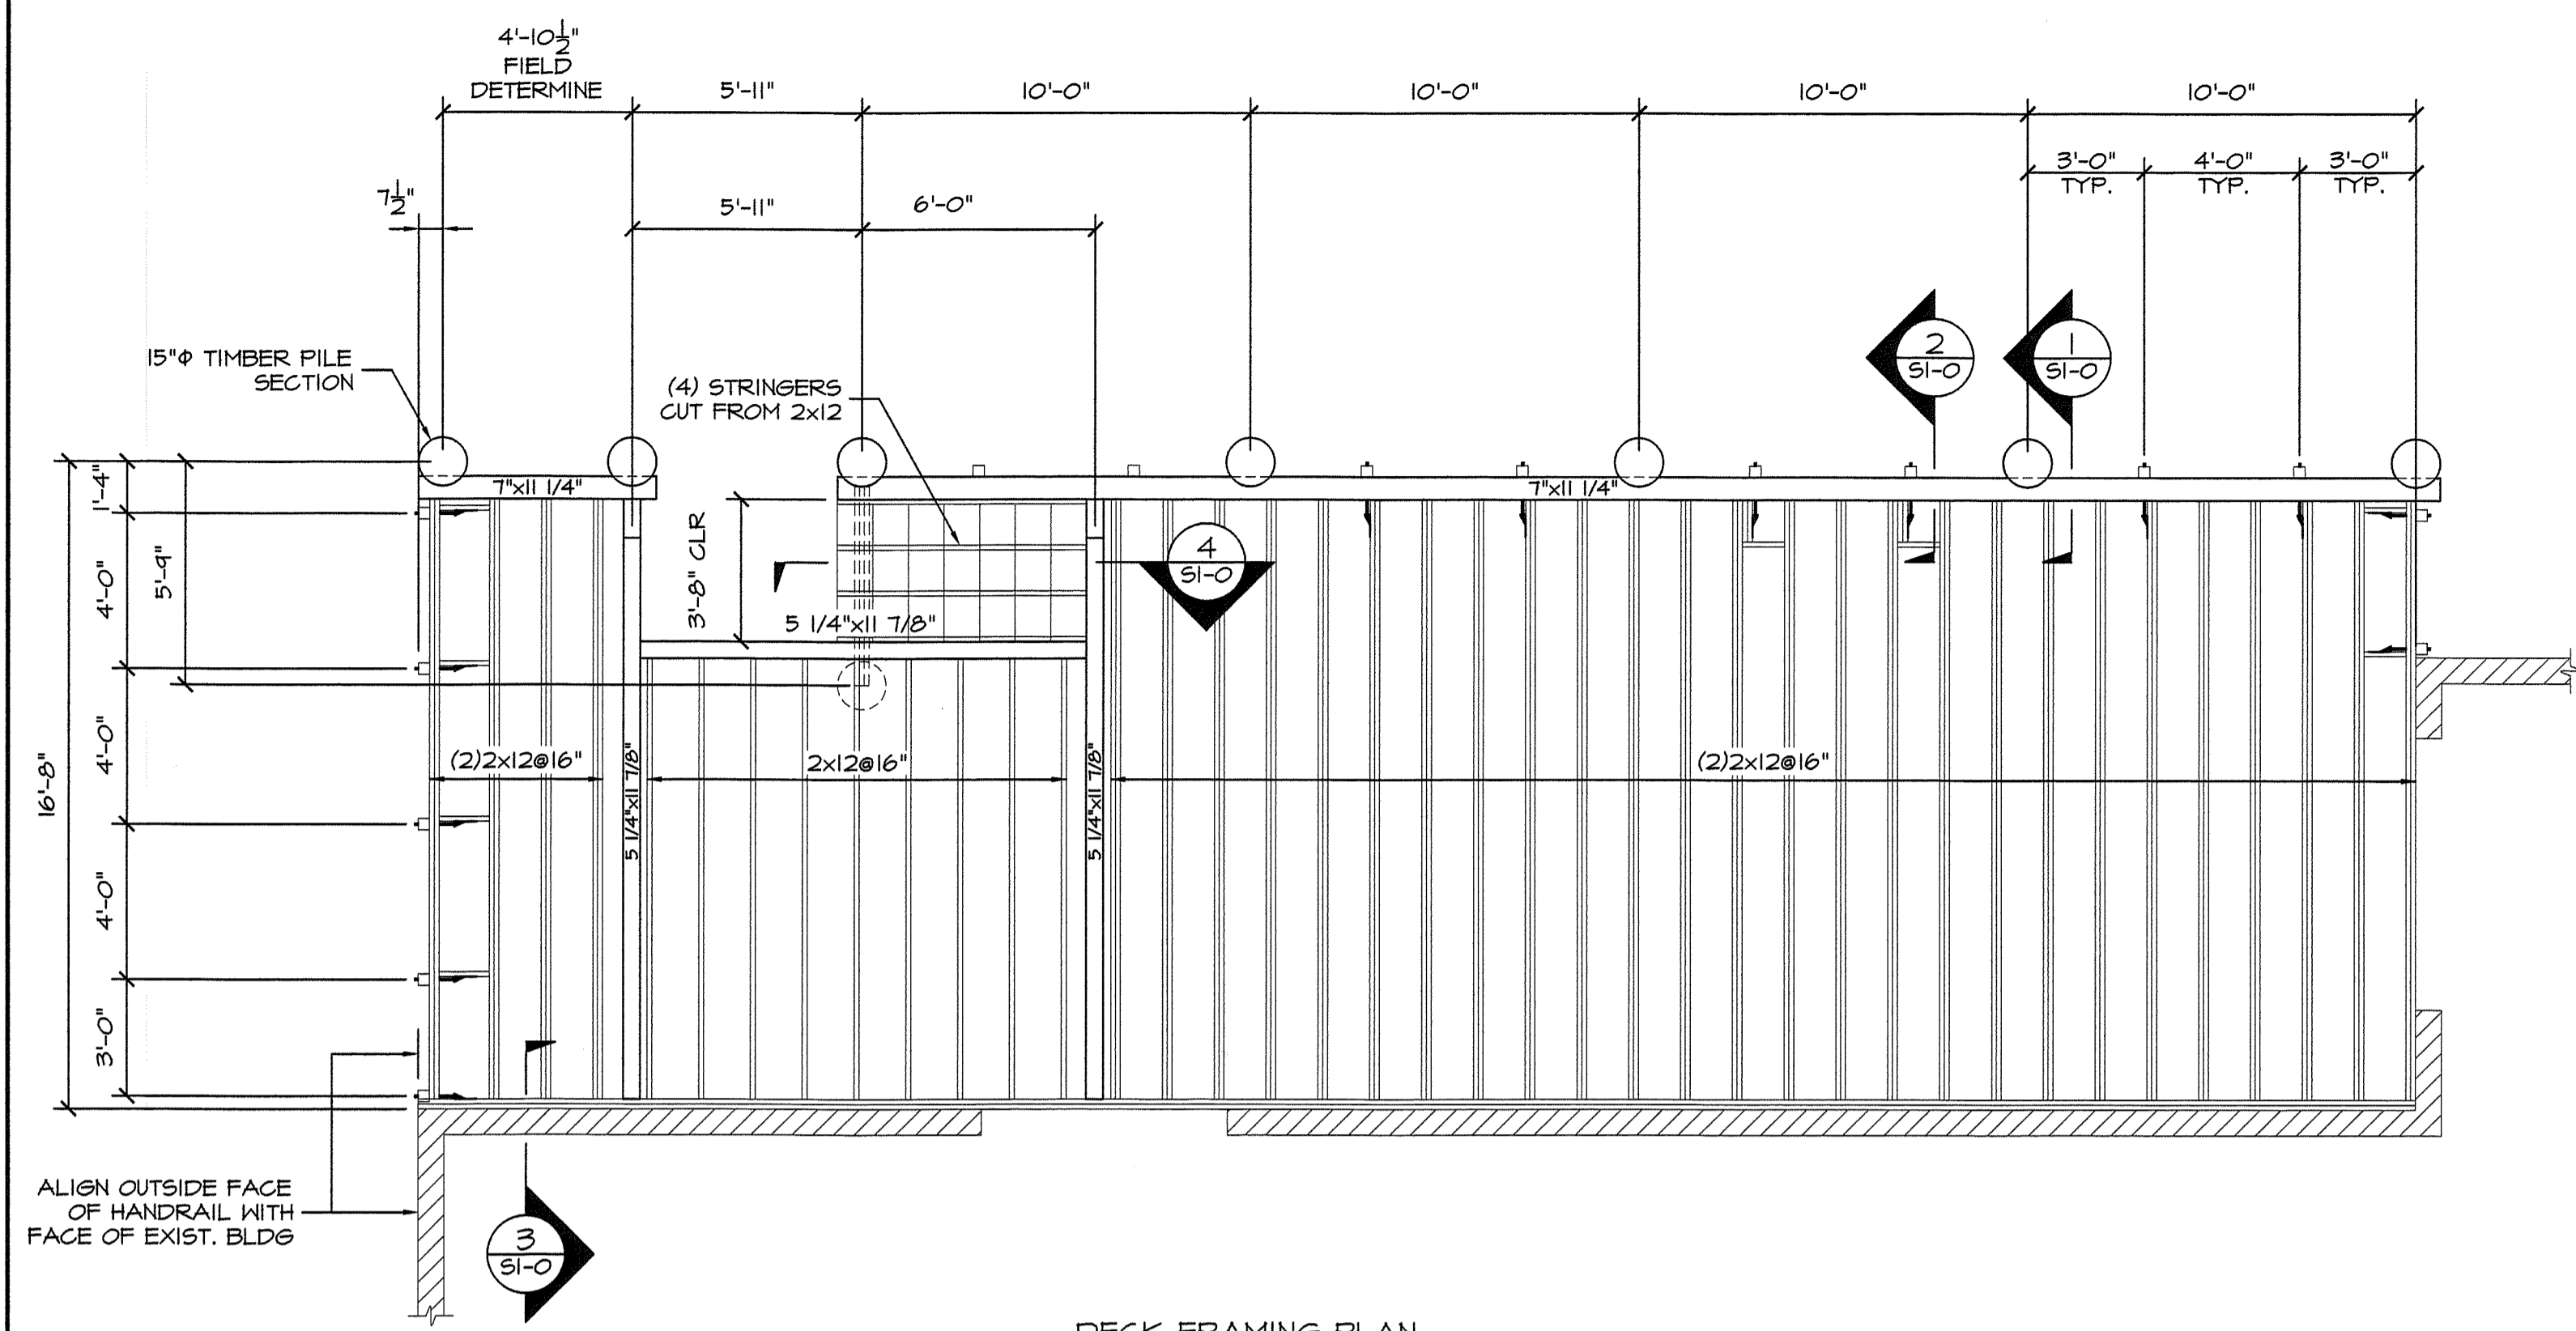 4'-10½"
FIELD
DETERMINE
5'-11"
10'-0"
10'-0"
10'-0"
10'-0"
3'-0"
TYP.
4'-0"
TYP.
3'-0"
TYP.
7½"
5'-11"
6'-0"
15"Φ TIMBER PILE
SECTION
(4) STRINGERS
CUT FROM 2x12
2
S1-0
1
S1-0
7"x11 1/4"
7"x11 1/4"
1'-4"
5'-9"
4'-0"
3'-8" CLR
4
S1-0
5 1/4"x11 7/8"
16'-8"
4'-0"
(2)2x12@16"
5 1/4"x11 7/8"
2x12@16"
5 1/4"x11 7/8"
(2)2x12@16"
4'-0"
3'-0"
ALIGN OUTSIDE FACE
OF HANDRAIL WITH
FACE OF EXIST. BLDG
3
S1-0
DECK FRAMING PLAN